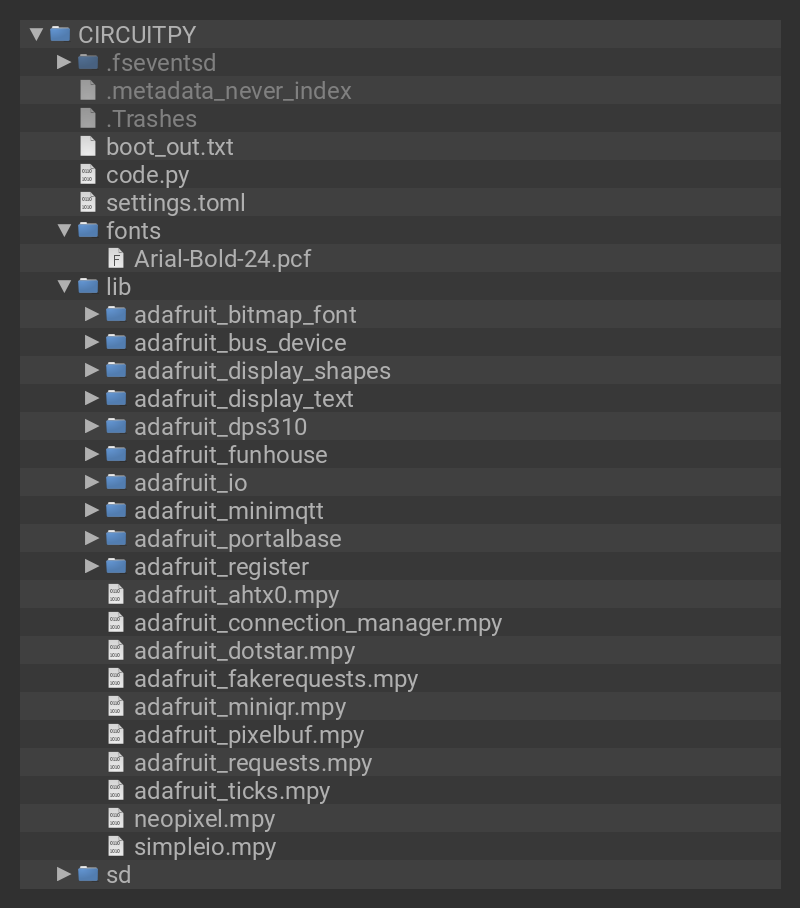 CIRCUITPY
.fseventsd
.metadata_never_index
.Trashes
boot_out.txt
code.py
settings.toml
fonts
Arial-Bold-24.pcf
lib
adafruit_bitmap_font
adafruit_bus_device
adafruit_display_shapes
adafruit_display_text
adafruit_dps310
adafruit_funhouse
adafruit_io
adafruit_minimqtt
adafruit_portalbase
adafruit_register
adafruit_ahtx0.mpy
adafruit_connection_manager.mpy
adafruit_dotstar.mpy
adafruit_fakerequests.mpy
adafruit_miniqr.mpy
adafruit_pixelbuf.mpy
adafruit_requests.mpy
adafruit_ticks.mpy
neopixel.mpy
simpleio.mpy
sd